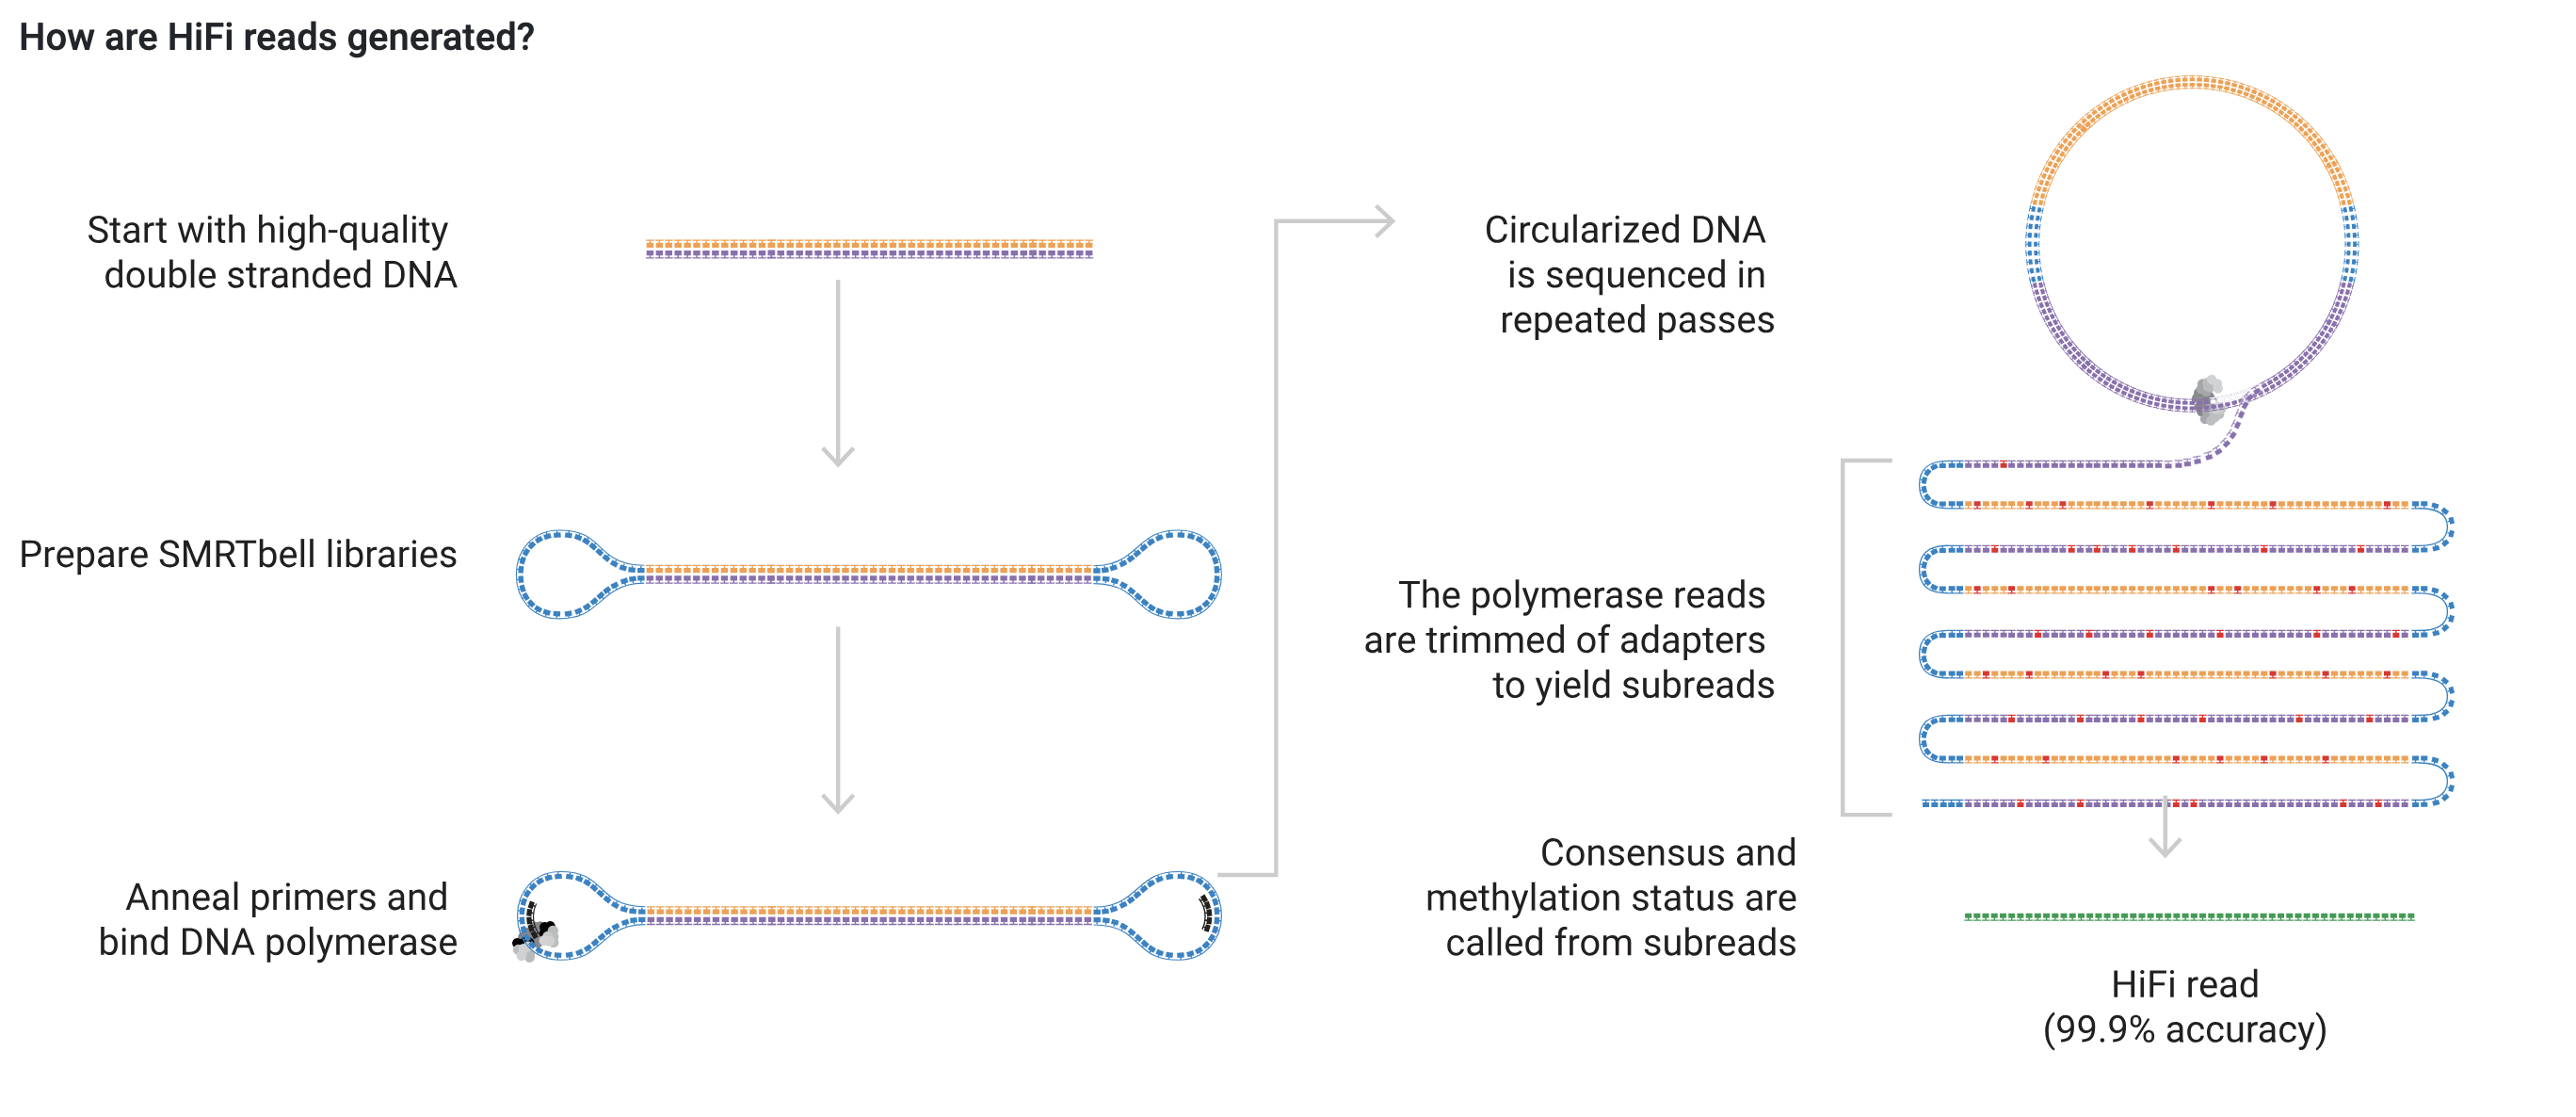 How are HiFi reads generated?
Start with high-quality
double stranded DNA
Prepare SMRTbell libraries
Anneal primers and
bind DNA polymerase
Circularized DNA
is sequenced in
repeated passes
The polymerase reads
are trimmed of adapters
to yield subreads
Consensus and
methylation status are
called from subreads
HiFi read
(99.9% accuracy)